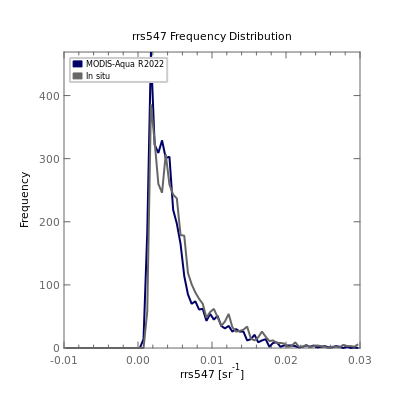 rrs547 Frequency Distribution
MODIS-Aqua R2022
In situ
Frequency
400
300
200
100
0
-0.01
0.00
0.01
0.02
0.03
rrs547 [sr-1]